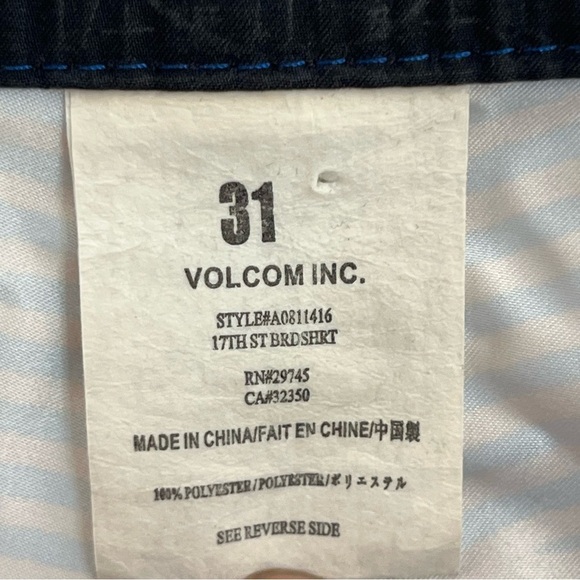 31
VOLCOM INC.
STYLE#A0811416
17TH ST BRDSHRT
RN#29745
CA#32350
MADE IN CHINA/FAIT EN CHINE/中国製
100% POLYESTER/POLYESTER/ポリエステル
SEE REVERSE SIDE